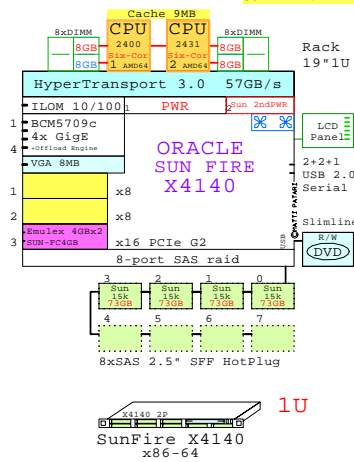 Cache 9MB
8xDIMM
CPU
CPU
8xDIMM
8GB
2400
2431
8GB
Rack
Six-Cor
Six-Cor
19"1U
8GB
1 AMD64
2 AMD64
8GB
HyperTransport 3.0 57GB/s
ILOM 10/100
1
PWR
2
Sun 2ndPWR
1
BCM5709c
4x GigE
LCD
Panel
4
+Offload Engine
ORACLE
VGA 8MB
SUN FIRE
2+2+1
X4140
USB 2.0
1
x8
Serial
2
x8
©MATTI PATARI
Slimline
Emulex 4GBx2
R/W
3
SUN-FC4GB
x16 PCIe G2
USB
DVD
8-port SAS raid
3
2
1
0
Sun
Sun
Sun
Sun
15k
15k
15k
15k
73GB
73GB
73GB
73GB
4
5
6
7
8xSAS 2.5" SFF HotPlug
X4140 2P
1U
SunFire X4140
x86-64